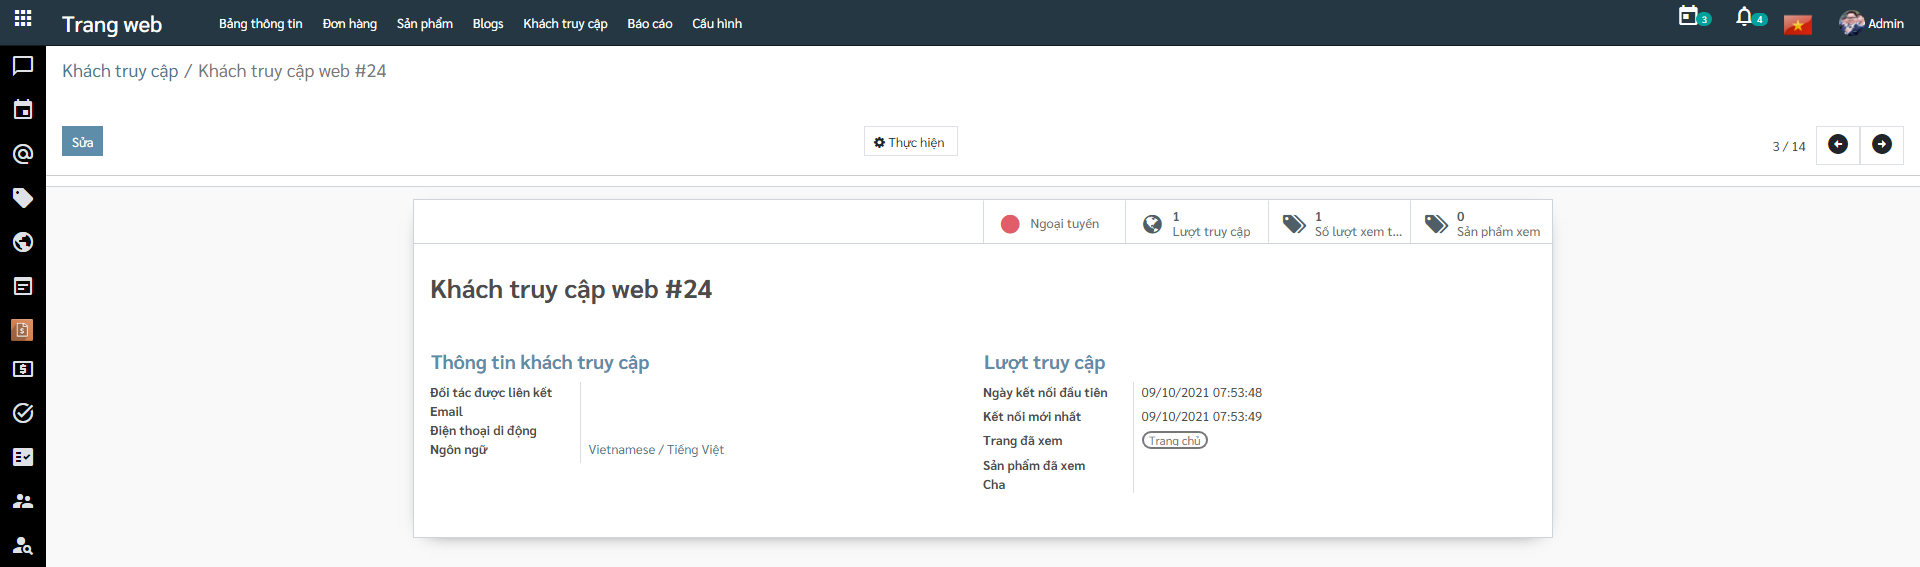 Trang web Bảng thông tin Đơn hàng Sản phẩm Blogs Khách truy cập Báo cáo Cấu hình 3 4 Admin
Khách truy cập / Khách truy cập web #24
Sửa Thực hiện 3 / 14
Ngoại tuyến
1
Lượt truy cập
1
Số lượt xem t...
0
Sản phẩm xem
Khách truy cập web #24
Thông tin khách truy cập
Đối tác được liên kết
Email
Điện thoại di động
Ngôn ngữ Vietnamese / Tiếng Việt
Lượt truy cập
Ngày kết nối đầu tiên 09/10/2021 07:53:48
Kết nối mới nhất 09/10/2021 07:53:49
Trang đã xem Trang chủ
Sản phẩm đã xem
Cha